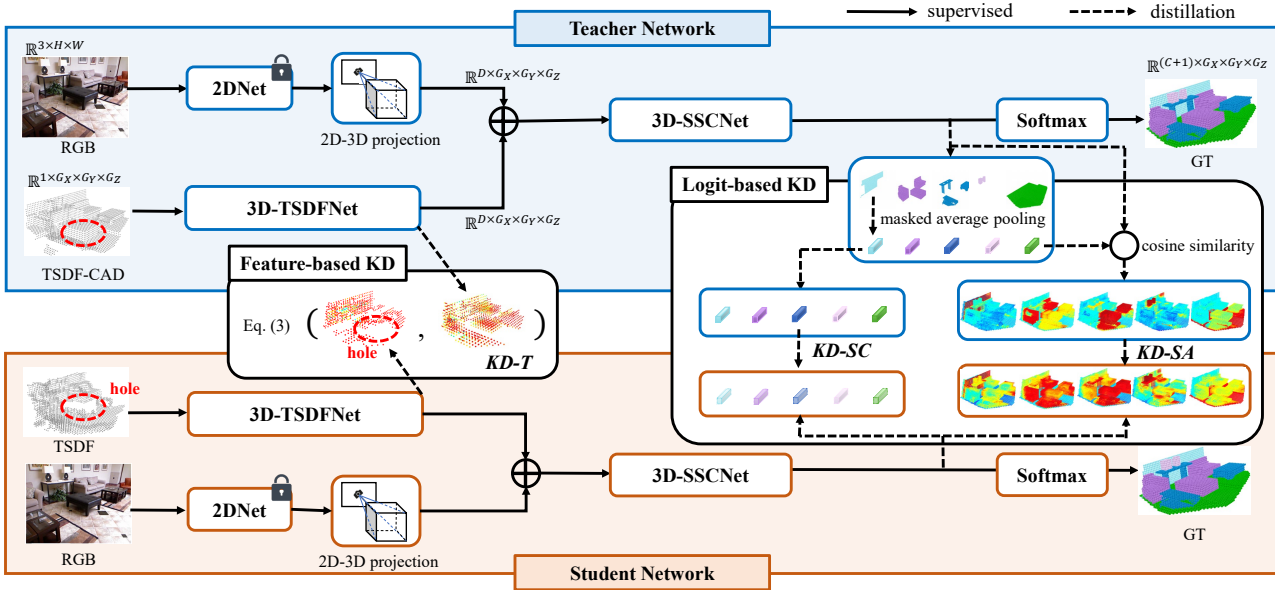 supervised
distillation
Teacher Network
ℝ^{3×H×W}
RGB
2DNet
2D-3D projection
ℝ^{D×G_X×G_Y×G_Z}
3D-SSCNet
Softmax
ℝ^{(C+1)×G_X×G_Y×G_Z}
GT
ℝ^{1×G_X×G_Y×G_Z}
TSDF-CAD
3D-TSDFNet
ℝ^{D×G_X×G_Y×G_Z}
Logit-based KD
masked average pooling
cosine similarity
Feature-based KD
Eq. (3) ( , )
hole
KD-T
KD-SC
KD-SA
hole
TSDF
3D-TSDFNet
RGB
2DNet
2D-3D projection
3D-SSCNet
Softmax
GT
Student Network